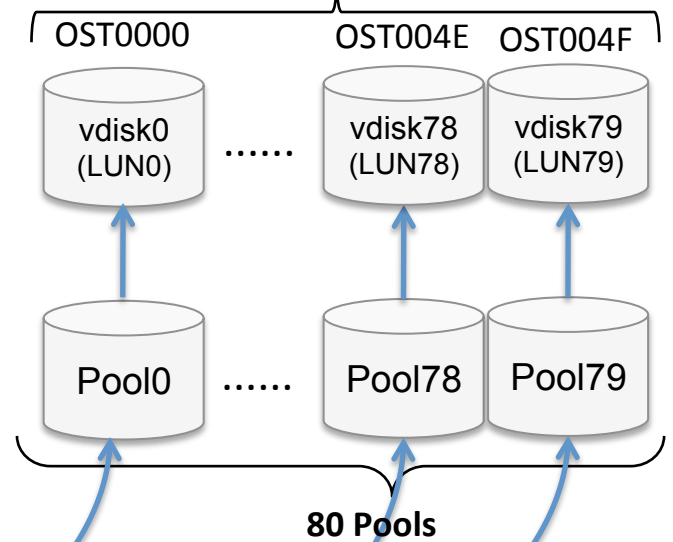 OST0000 OST004E OST004F
vdisk0 (LUN0) ...... vdisk78 (LUN78) vdisk79 (LUN79)
Pool0 ...... Pool78 Pool79
80 Pools